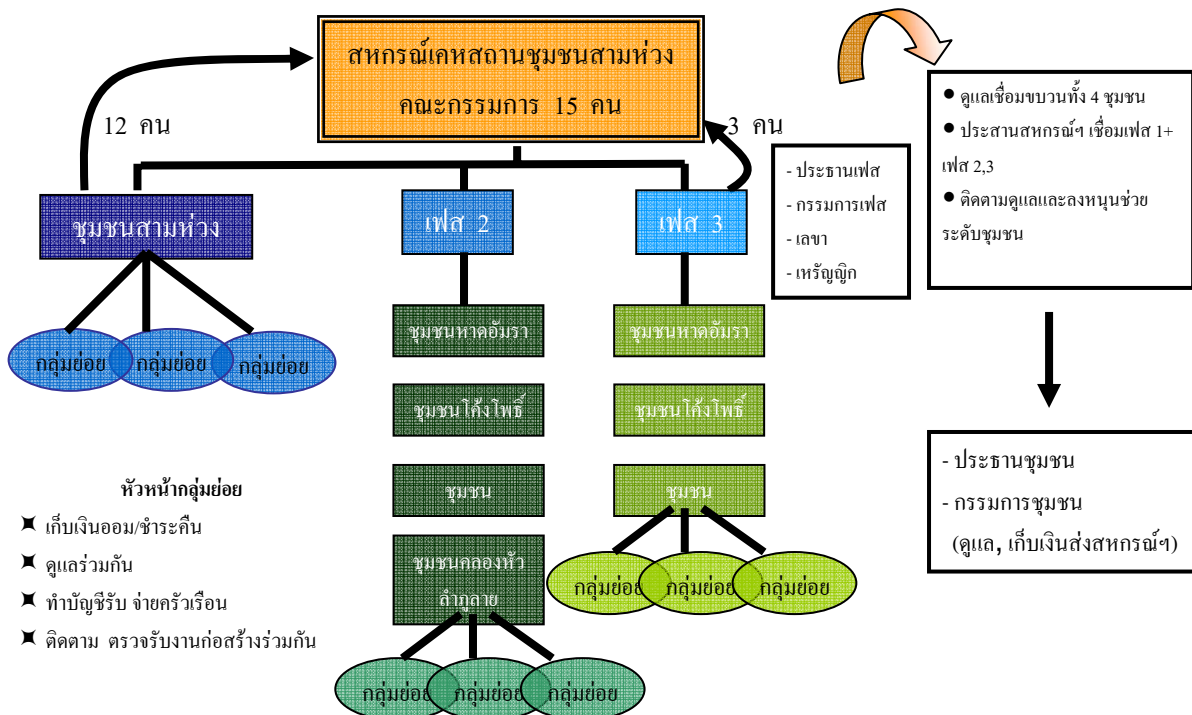 สหกรณ์เคหสถานชุมชนสามห่วง
คณะกรรมการ 15 คน
12 คน
3 คน
- ประธานเฟส
- กรรมการเฟส
- เลขา
- เหรัญญิก
● ดูแลเชื่อมขบวนทั้ง 4 ชุมชน
● ประสานสหกรณ์ฯ เชื่อมเฟส 1+
เฟส 2,3
● ติดตามดูแลและลงหนุนช่วย
ระดับชุมชน
ชุมชนสามห่วง
เฟส 2
เฟส 3
กลุ่มย่อย
กลุ่มย่อย
กลุ่มย่อย
ชุมชนหาดอัมรา
ชุมชนโค้งโพธิ์
ชุมชน
ชุมชนคลองหัว
ลำภูลาย
กลุ่มย่อย
กลุ่มย่อย
กลุ่มย่อย
ชุมชนหาดอัมรา
ชุมชนโค้งโพธิ์
ชุมชน
กลุ่มย่อย
กลุ่มย่อย
กลุ่มย่อย
- ประธานชุมชน
- กรรมการชุมชน
(ดูแล, เก็บเงินส่งสหกรณ์ฯ)
หัวหน้ากลุ่มย่อย
เก็บเงินออม/ชำระคืน
ดูแลร่วมกัน
ทำบัญชีรับ จ่ายครัวเรือน
ติดตาม ตรวจรับงานก่อสร้างร่วมกัน